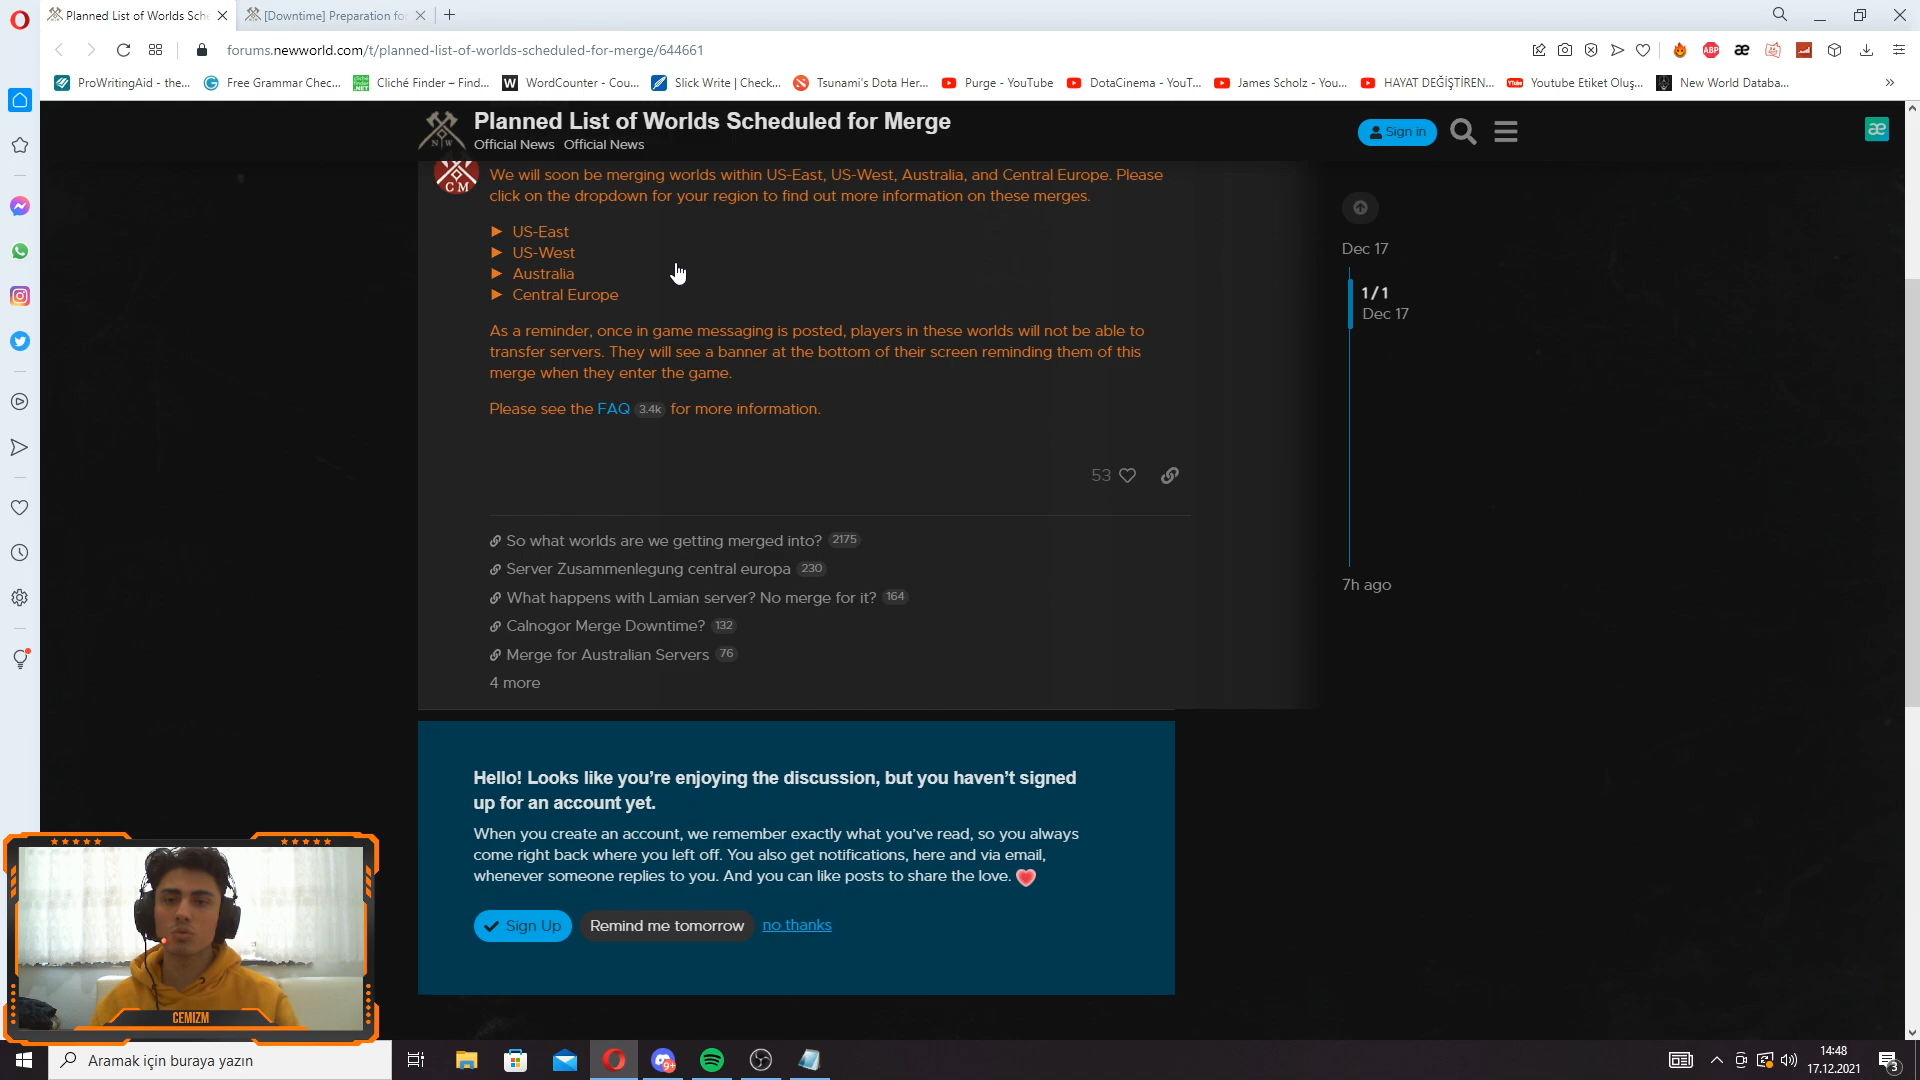 Planned List of Worlds Sche
[Downtime] Preparation fo
forums.newworld.com/t/planned-list-of-worlds-scheduled-for-merge/644661
ABP
æ
ProWritingAid - the...
Free Grammar Chec...
Cliché Finder – Find...
WordCounter - Cou...
Slick Write | Check...
Tsunami's Dota Her...
Purge - YouTube
DotaCinema - YouT...
James Scholz - You...
HAYAT DEĞİŞTİREN...
Youtube Etiket Oluş...
New World Databa...
»
Planned List of Worlds Scheduled for Merge
Official News Official News
Sign in
æ
CM
We will soon be merging worlds within US-East, US-West, Australia, and Central Europe. Please
click on the dropdown for your region to find out more information on these merges.
► US-East
► US-West
► Australia
► Central Europe
As a reminder, once in game messaging is posted, players in these worlds will not be able to
transfer servers. They will see a banner at the bottom of their screen reminding them of this
merge when they enter the game.
Please see the FAQ 3.4k for more information.
53
So what worlds are we getting merged into? 2175
Server Zusammenlegung central europa 230
What happens with Lamian server? No merge for it? 164
Calnogor Merge Downtime? 132
Merge for Australian Servers 76
4 more
Dec 17
1 / 1
Dec 17
7h ago
Hello! Looks like you're enjoying the discussion, but you haven't signed
up for an account yet.
When you create an account, we remember exactly what you've read, so you always
come right back where you left off. You also get notifications, here and via email,
whenever someone replies to you. And you can like posts to share the love.
Sign Up
Remind me tomorrow
no thanks
CEMIZM
Aramak için buraya yazın
9+
14:48
17.12.2021
3